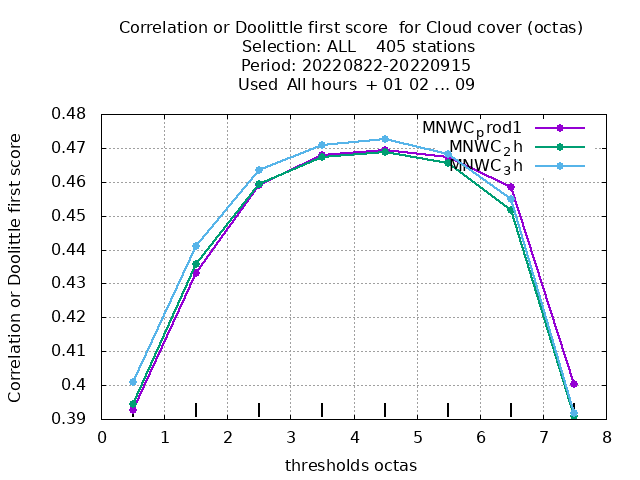 Correlation or Doolittle first score  for Cloud cover (octas)
Selection: ALL    405 stations
Period: 20220822-20220915
Used  All hours  + 01 02 ... 09
Correlation or Doolittle first score
0.48
0.47
0.46
0.45
0.44
0.43
0.42
0.41
0.4
0.39
MNWCprod1
MNWC2h
MNWC3h
0 1 2 3 4 5 6 7 8
thresholds octas